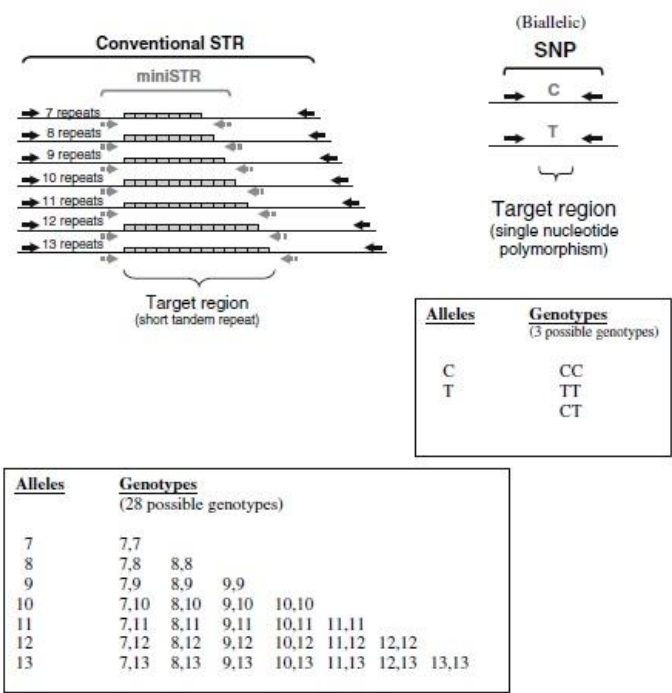 Conventional STR
miniSTR
7 repeats
8 repeats
9 repeats
10 repeats
11 repeats
12 repeats
13 repeats
Target region
(short tandem repeat)
(Biallelic)
SNP
C
T
Target region
(single nucleotide
polymorphism)
Alleles Genotypes
(3 possible genotypes)
C CC
T TT
CT
Alleles Genotypes
(28 possible genotypes)
7 7,7
8 7,8 8,8
9 7,9 8,9 9,9
10 7,10 8,10 9,10 10,10
11 7,11 8,11 9,11 10,11 11,11
12 7,12 8,12 9,12 10,12 11,12 12,12
13 7,13 8,13 9,13 10,13 11,13 12,13 13,13